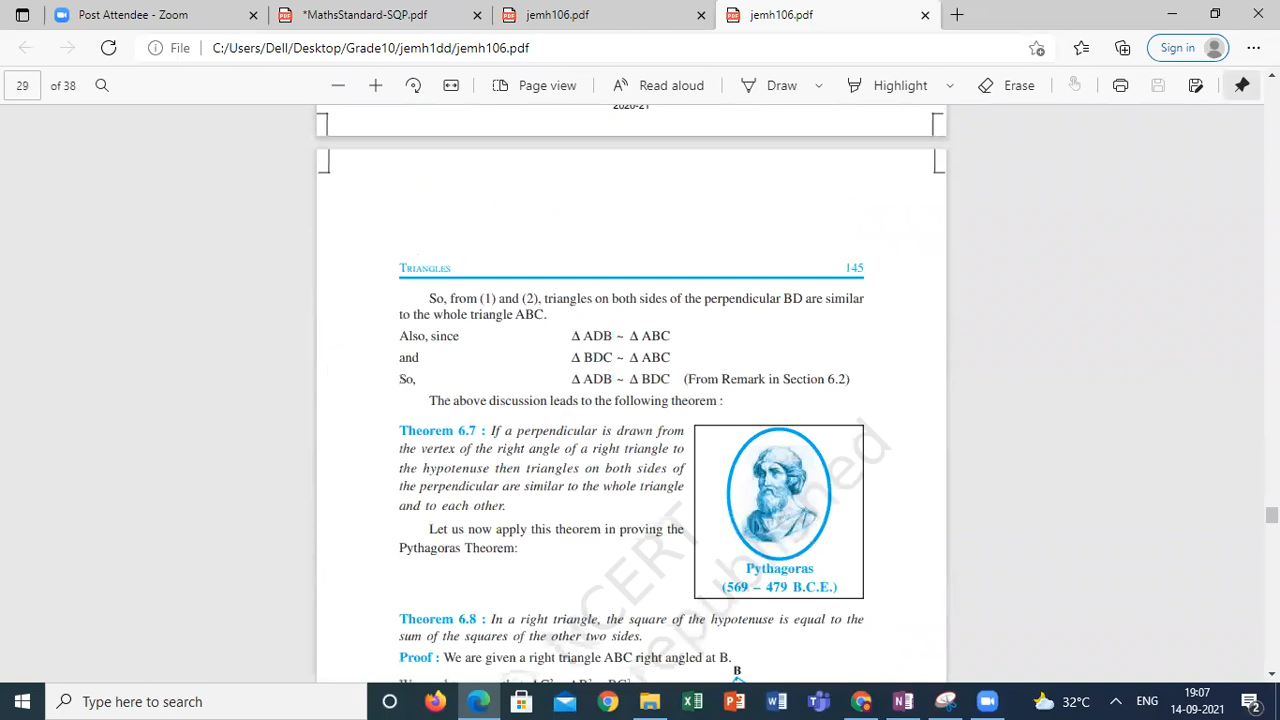 Post Attendee - Zoom
*MathsStandard-SQP.pdf
jemh106.pdf
jemh106.pdf
File
C:/Users/Dell/Desktop/Grade10/jemh1dd/jemh106.pdf
Sign in
29 of 38
Page view
Read aloud
Draw
Highlight
Erase
2020-21
TRIANGLES 145
So, from (1) and (2), triangles on both sides of the perpendicular BD are similar
to the whole triangle ABC.
Also, since Δ ADB ~ Δ ABC
and Δ BDC ~ Δ ABC
So, Δ ADB ~ Δ BDC (From Remark in Section 6.2)
The above discussion leads to the following theorem :
Theorem 6.7 : If a perpendicular is drawn from
the vertex of the right angle of a right triangle to
the hypotenuse then triangles on both sides of
the perpendicular are similar to the whole triangle
and to each other.
Let us now apply this theorem in proving the
Pythagoras Theorem:
Pythagoras
(569 – 479 B.C.E.)
Theorem 6.8 : In a right triangle, the square of the hypotenuse is equal to the
sum of the squares of the other two sides.
Proof : We are given a right triangle ABC right angled at B.
B
© NCERT
republished
Type here to search
32°C
ENG
19:07
14-09-2021
2